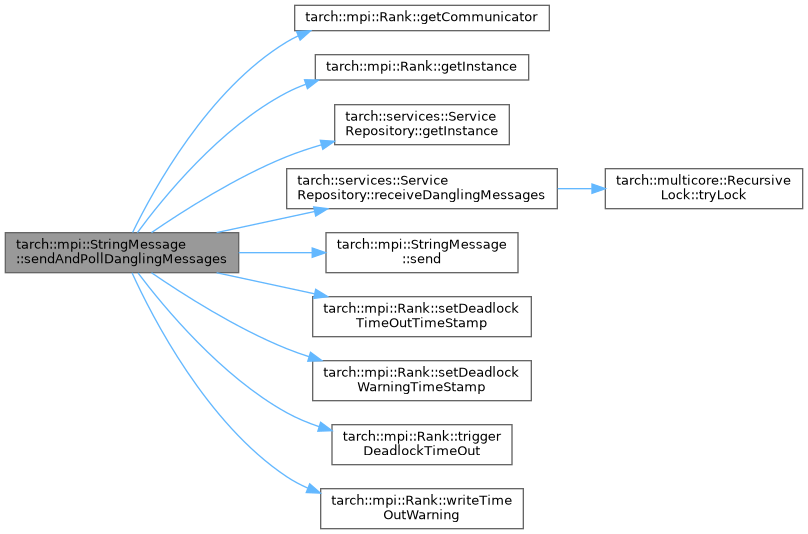 tarch::mpi::Rank::getCommunicator
tarch::mpi::Rank::getInstance
tarch::services::Service
Repository::getInstance
tarch::services::Service
Repository::receiveDanglingMessages
tarch::multicore::Recursive
Lock::tryLock
tarch::mpi::StringMessage
::sendAndPollDanglingMessages
tarch::mpi::StringMessage
::send
tarch::mpi::Rank::setDeadlock
TimeOutTimeStamp
tarch::mpi::Rank::setDeadlock
WarningTimeStamp
tarch::mpi::Rank::trigger
DeadlockTimeOut
tarch::mpi::Rank::writeTime
OutWarning